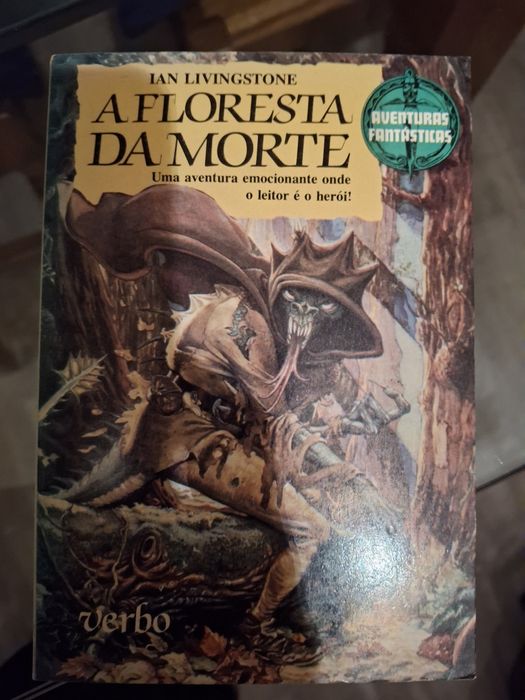 IAN LIVINGSTONE
A FLORESTA
DA MORTE
Uma aventura emocionante onde
o leitor é o herói!
AVENTURAS
FANTÁSTICAS
verbo